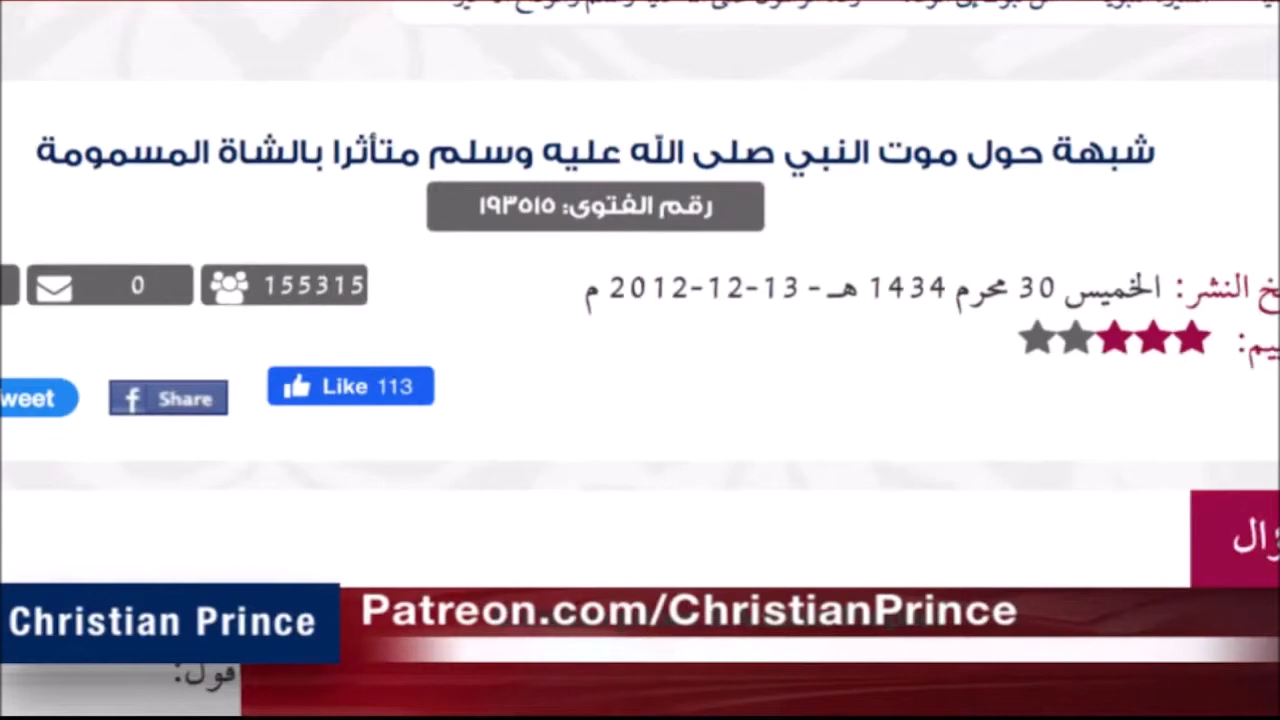 شبهة حول موت النبي صلى الله عليه وسلم متأثرا بالشاة المسمومة
رقم الفتوى: ١٩٣٥١٥
الخميس 30 محرم 1434 هـ - 13-12-2012 م
النشر:
0
155315
Share
Like 113
Christian Prince
Patreon.com/ChristianPrince